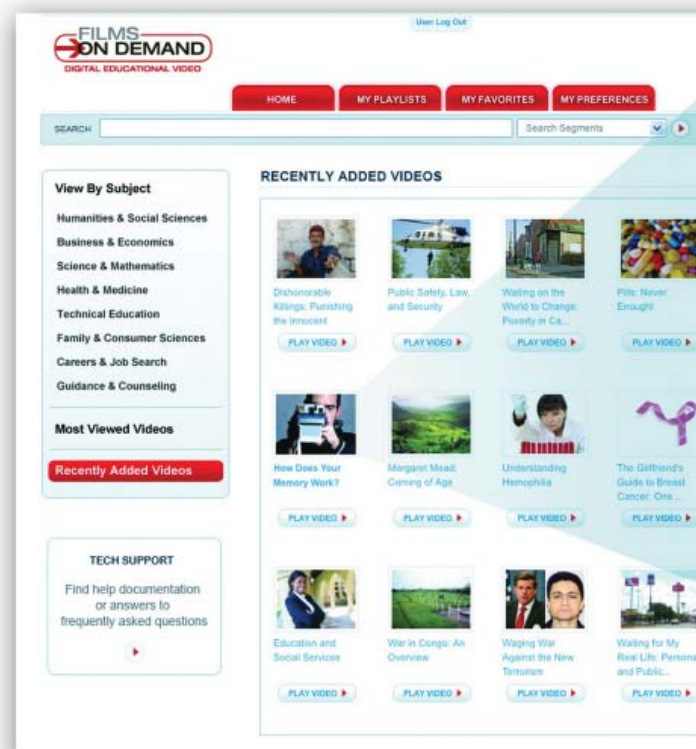 FILMS
ON DEMAND
DIGITAL EDUCATIONAL VIDEO
User Log Out
HOME MY PLAYLISTS MY FAVORITES MY PREFERENCES
SEARCH Search Segments
View By Subject
Humanities & Social Sciences
Business & Economics
Science & Mathematics
Health & Medicine
Technical Education
Family & Consumer Sciences
Careers & Job Search
Guidance & Counseling
Most Viewed Videos
Recently Added Videos
TECH SUPPORT
Find help documentation
or answers to
frequently asked questions
RECENTLY ADDED VIDEOS
Dishonorable
Killings: Punishing
the Innocent
PLAY VIDEO
Public Safety, Law,
and Security
PLAY VIDEO
Waiting on the
World to Change:
Poverty in Ca...
PLAY VIDEO
Pills: Never
Enough?
PLAY VIDEO
How Does Your
Memory Work?
PLAY VIDEO
Margaret Mead:
Coming of Age
PLAY VIDEO
Understanding
Hemophilia
PLAY VIDEO
The Girlfriend's
Guide to Breast
Cancer, One...
PLAY VIDEO
Education and
Social Services
PLAY VIDEO
War in Congo: An
Overview
PLAY VIDEO
Waging War
Against the New
Terrorism
PLAY VIDEO
Waiting for My
Real Life: Persona
and Public...
PLAY VIDEO